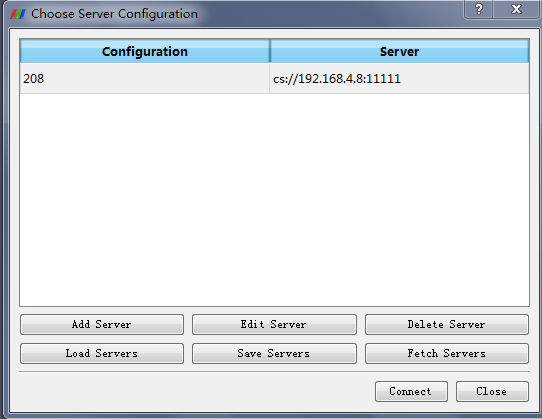 Choose Server Configuration
Configuration Server
208 cs://192.168.4.8:11111
Add Server Edit Server Delete Server
Load Servers Save Servers Fetch Servers
Connect Close